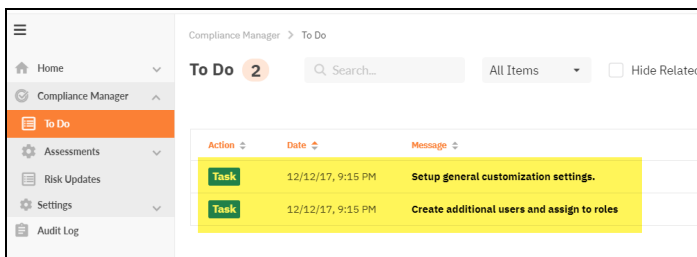 Compliance Manager > To Do
Home
To Do 2 Search... All Items Hide Related
Compliance Manager
To Do
Assessments
Risk Updates
Settings
Audit Log
Action Date Message
Task 12/12/17, 9:15 PM Setup general customization settings.
Task 12/12/17, 9:15 PM Create additional users and assign to roles